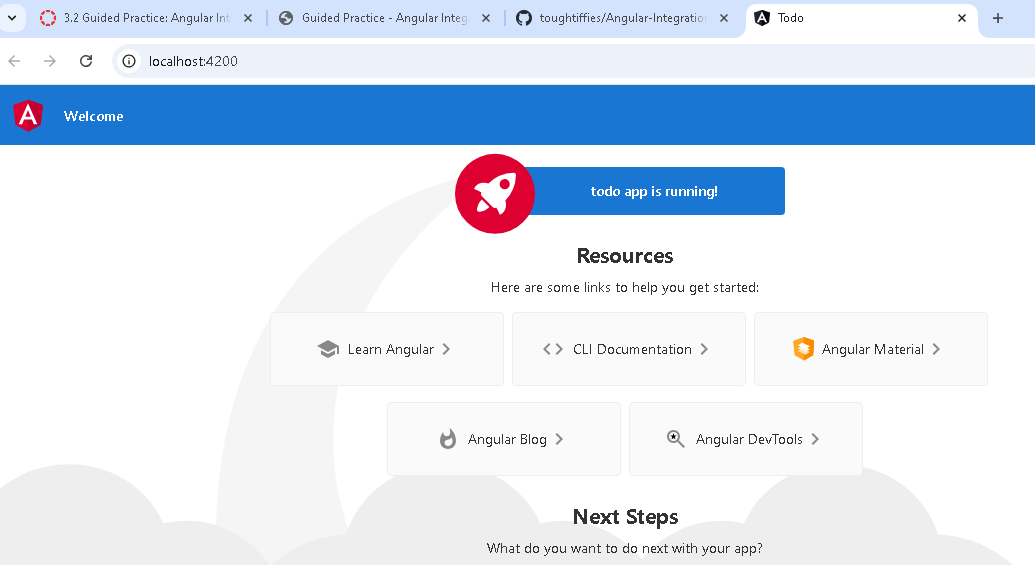 3.2 Guided Practice: Angular Int
Guided Practice - Angular Integ
toughtiffies/Angular-Integration
Todo
localhost:4200
Welcome
todo app is running!
Resources
Here are some links to help you get started:
Learn Angular
CLI Documentation
Angular Material
Angular Blog
Angular DevTools
Next Steps
What do you want to do next with your app?